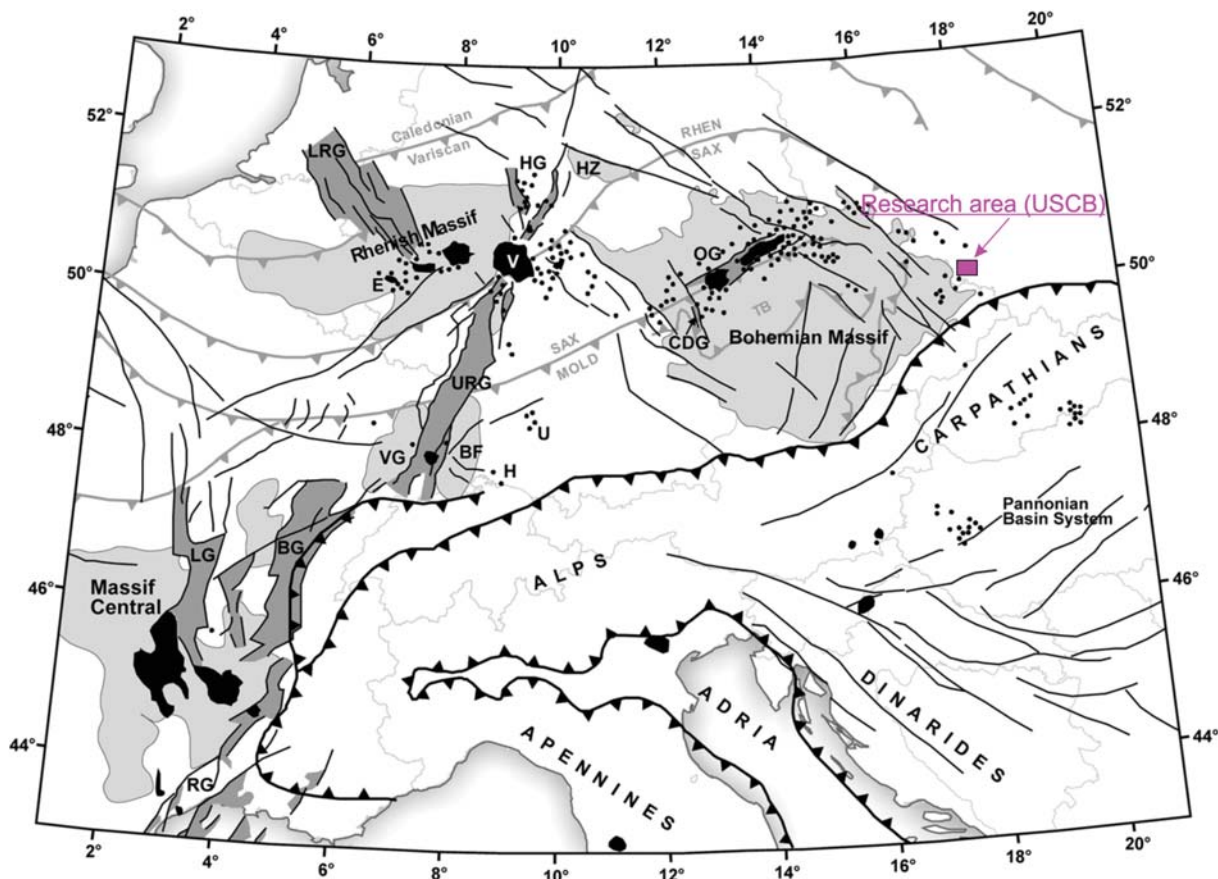 2° 4° 6° 8° 10° 12° 14° 16° 18° 20°
52°
52°
Caledonian
Variscan
RHEN
SAX
LRG
HG
HZ
Research area (USCB)
Rhenish Massif
50°
V
OG
50°
E
TB
SAX
MOLD
CDG
Bohemian Massif
URG
CARPATHIANS
48°
U
48°
VG
BF
H
Pannonian
Basin System
LG
BG
46°
ALPS
46°
Massif
Central
DINARIDES
ADRIA
44°
APENNINES
44°
RG
2° 4° 6° 8° 10° 12° 14° 16° 18° 20°